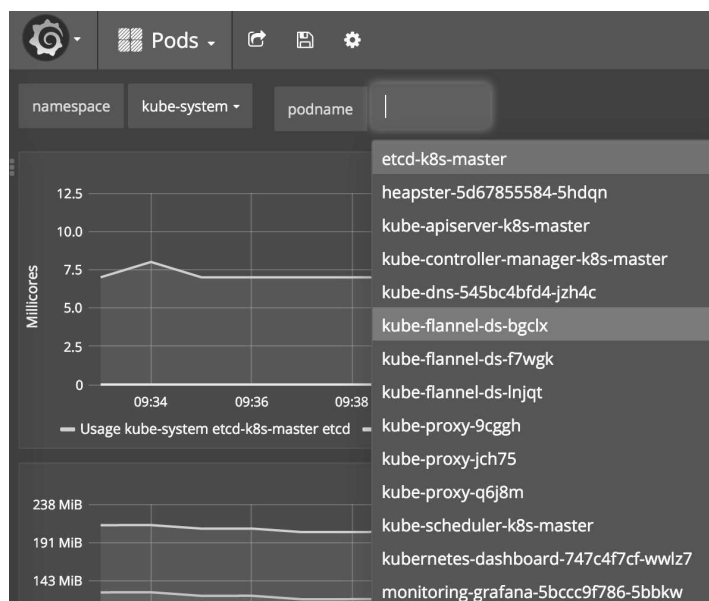 Pods
namespace kube-system podname
etcd-k8s-master
heapster-5d67855584-5hdqn
kube-apiserver-k8s-master
kube-controller-manager-k8s-master
kube-dns-545bc4bfd4-jzh4c
kube-flannel-ds-bgclx
kube-flannel-ds-f7wgk
kube-flannel-ds-lnjqt
kube-proxy-9cggh
kube-proxy-jch75
kube-proxy-q6j8m
kube-scheduler-k8s-master
kubernetes-dashboard-747c4f7cf-wwlz7
monitoring-grafana-5bccc9f786-5bbkw
Millicores
12.5
10.0
7.5
5.0
2.5
0
09:34 09:36 09:38
Usage kube-system etcd-k8s-master etcd
238 MiB
191 MiB
143 MiB